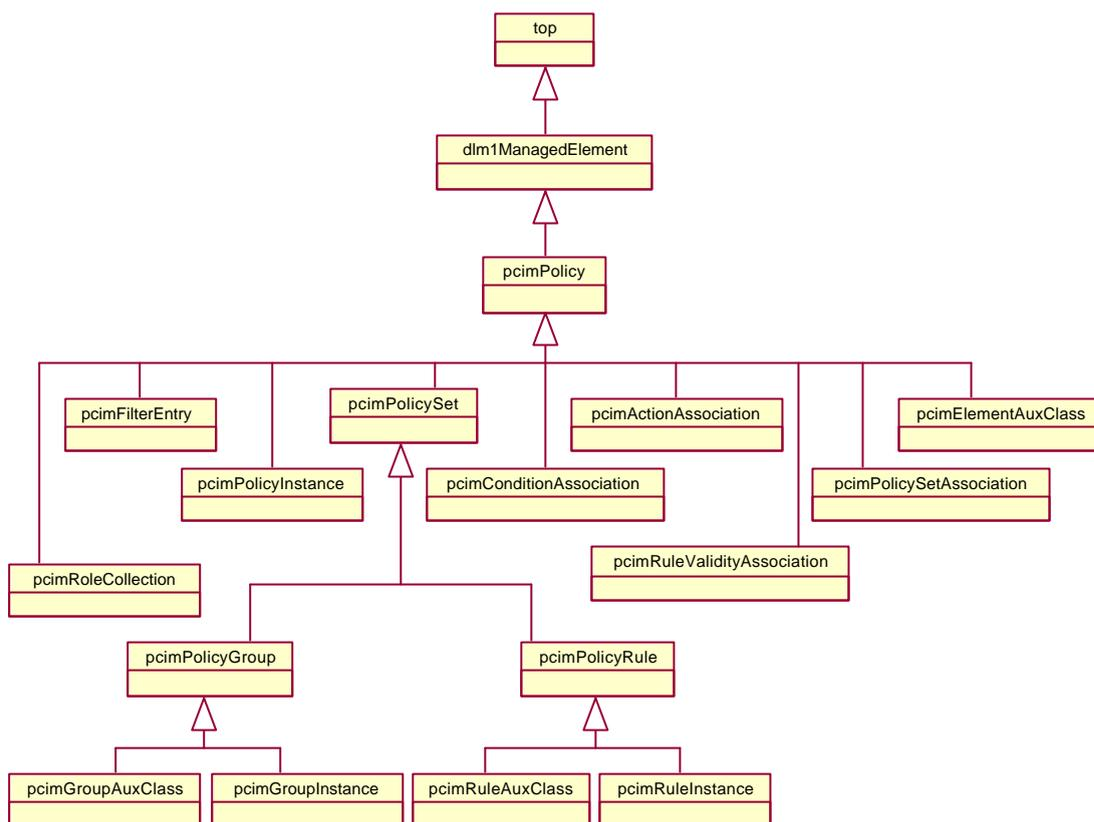 top
dlm1ManagedElement
pcimPolicy
pcimFilterEntry
pcimPolicySet
pcimActionAssociation
pcimElementAuxClass
pcimPolicyInstance
pcimConditionAssociation
pcimPolicySetAssociation
pcimRoleCollection
pcimRuleValidityAssociation
pcimPolicyGroup
pcimPolicyRule
pcimGroupAuxClass
pcimGroupInstance
pcimRuleAuxClass
pcimRuleInstance